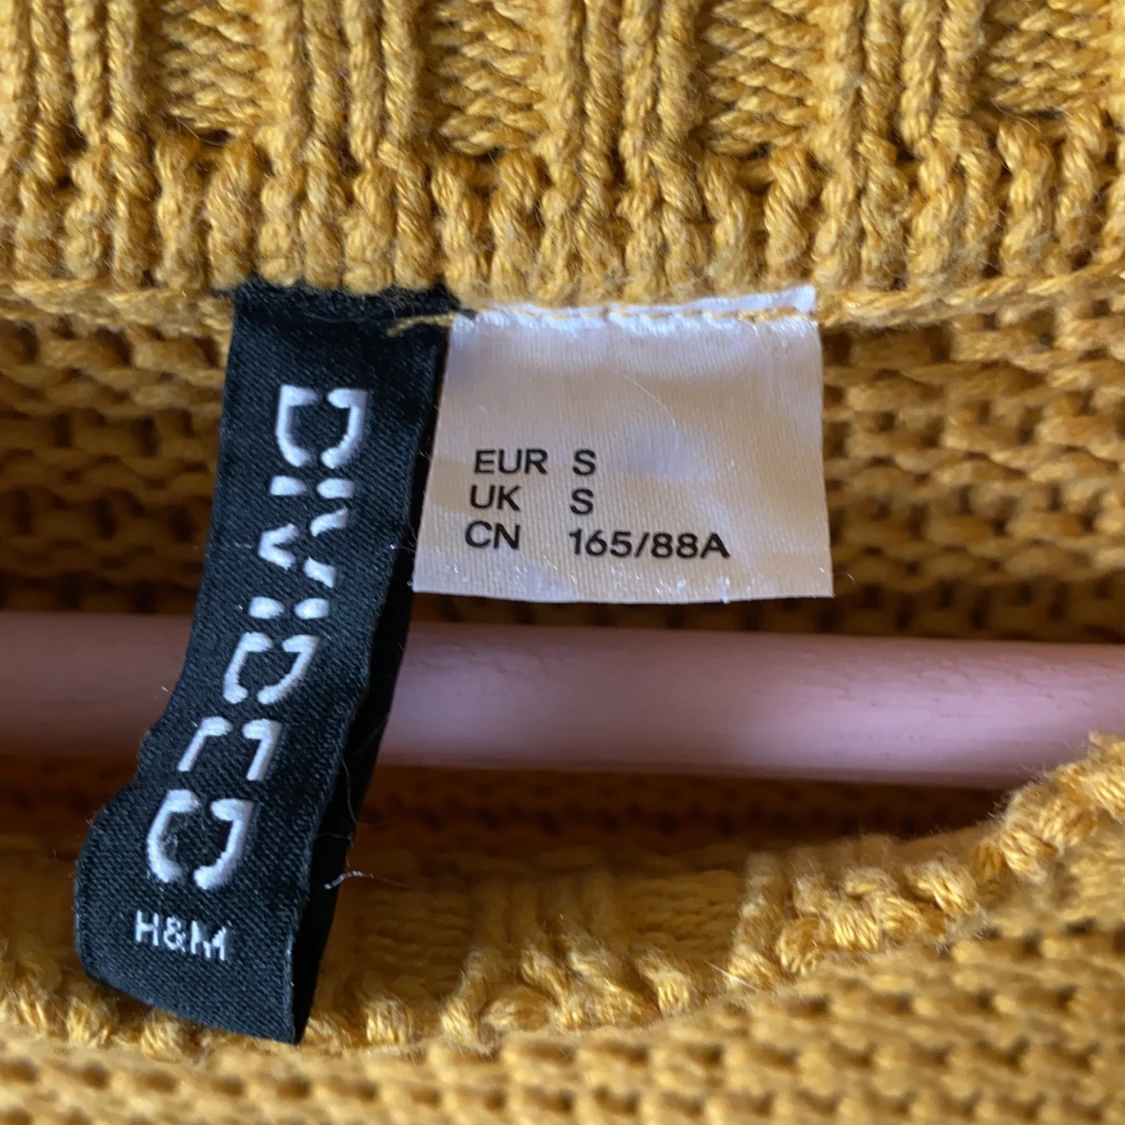 DIVIDED
H&M
EUR S
UK S
CN 165/88A